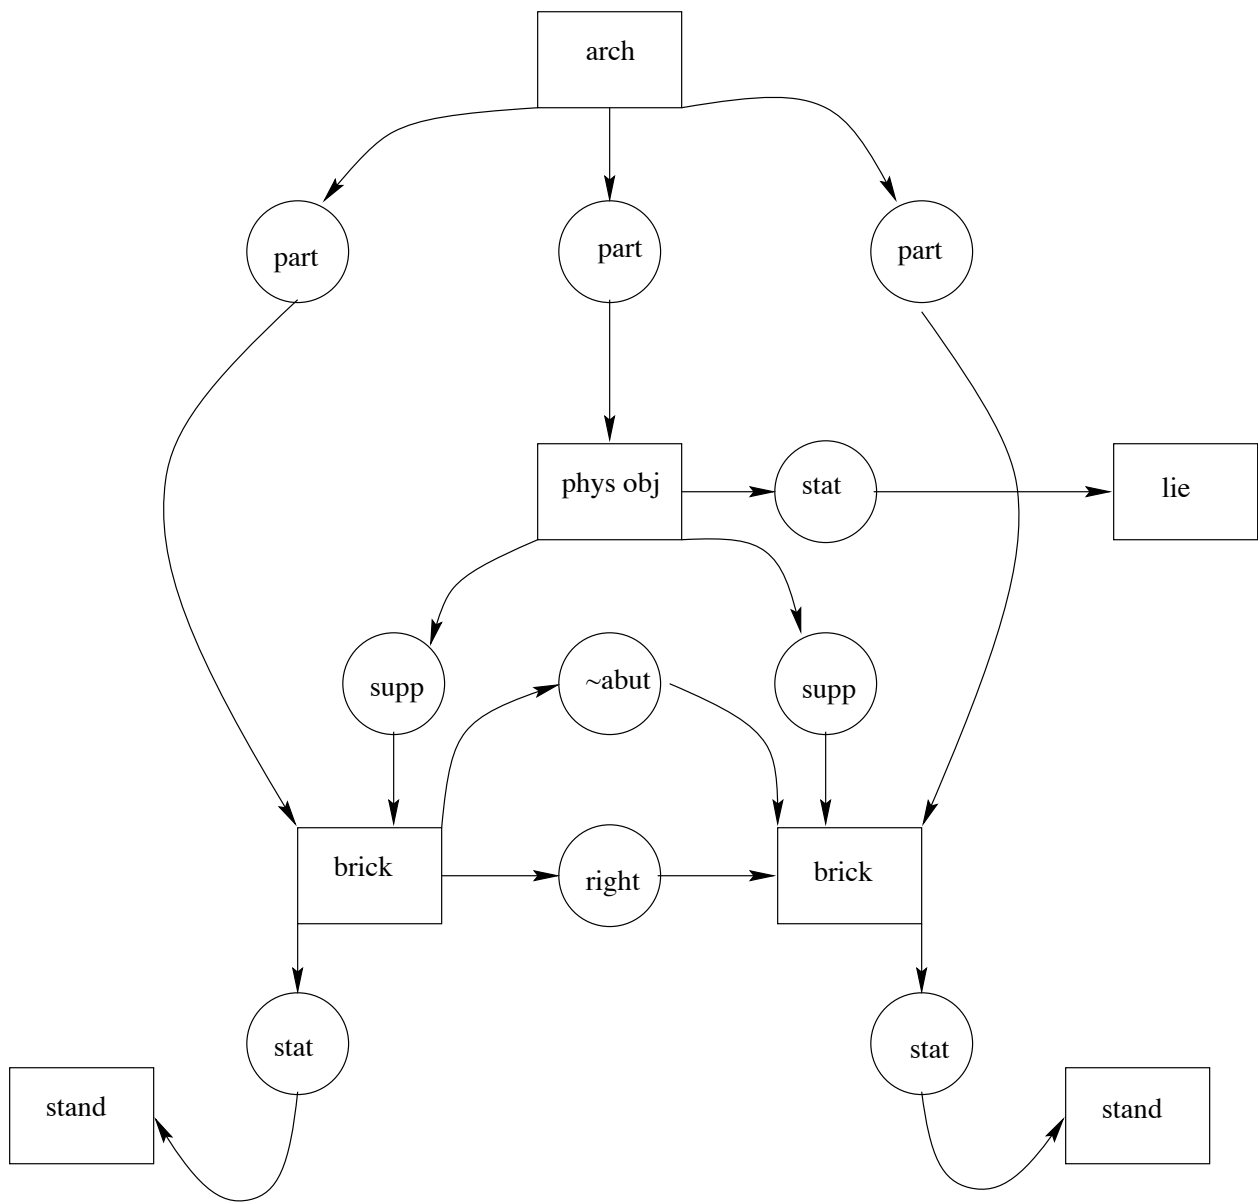 arch
part
part
part
phys obj
stat
lie
supp
~abut
supp
brick
right
brick
stat
stat
stand
stand